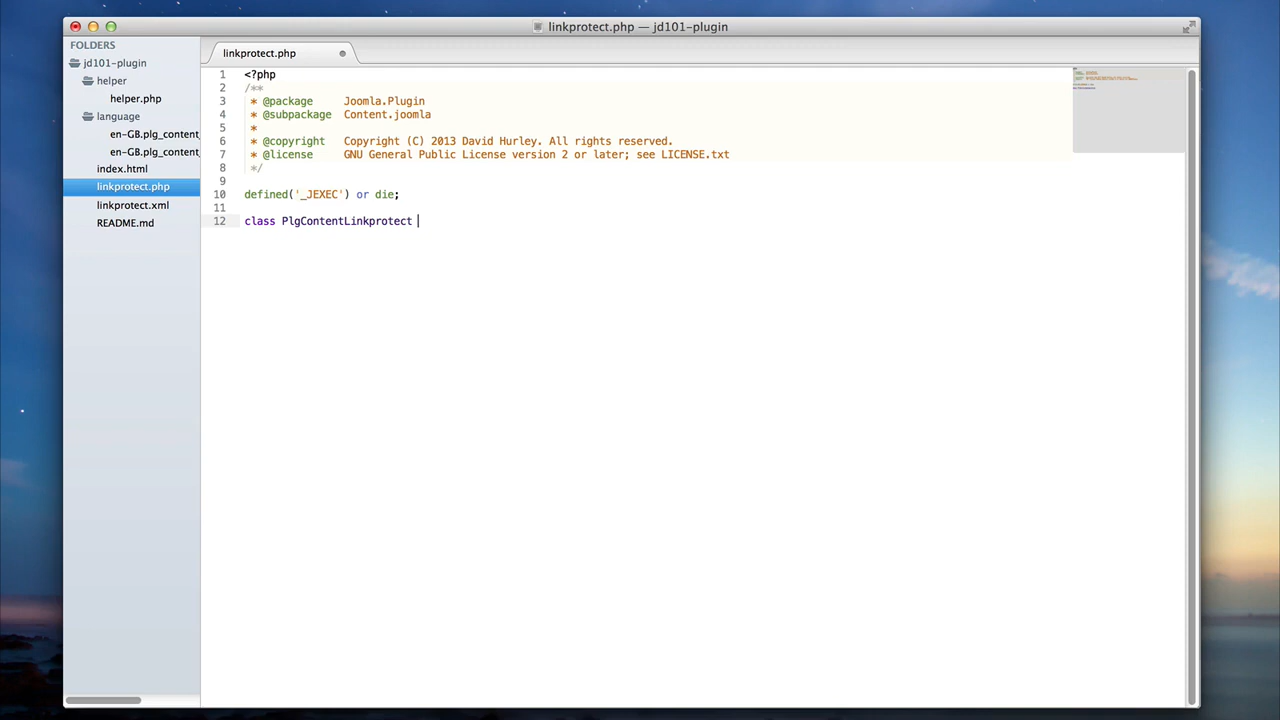 linkprotect.php — jd101-plugin
FOLDERS
jd101-plugin
helper
helper.php
language
en-GB.plg_content_
en-GB.plg_content_
index.html
linkprotect.php
linkprotect.xml
README.md
linkprotect.php
1 <?php
2 /**
3 * @package Joomla.Plugin
4 * @subpackage Content.joomla
5 *
6 * @copyright Copyright (C) 2013 David Hurley. All rights reserved.
7 * @license GNU General Public License version 2 or later; see LICENSE.txt
8 */
9
10 defined('_JEXEC') or die;
11
12 class PlgContentLinkprotect